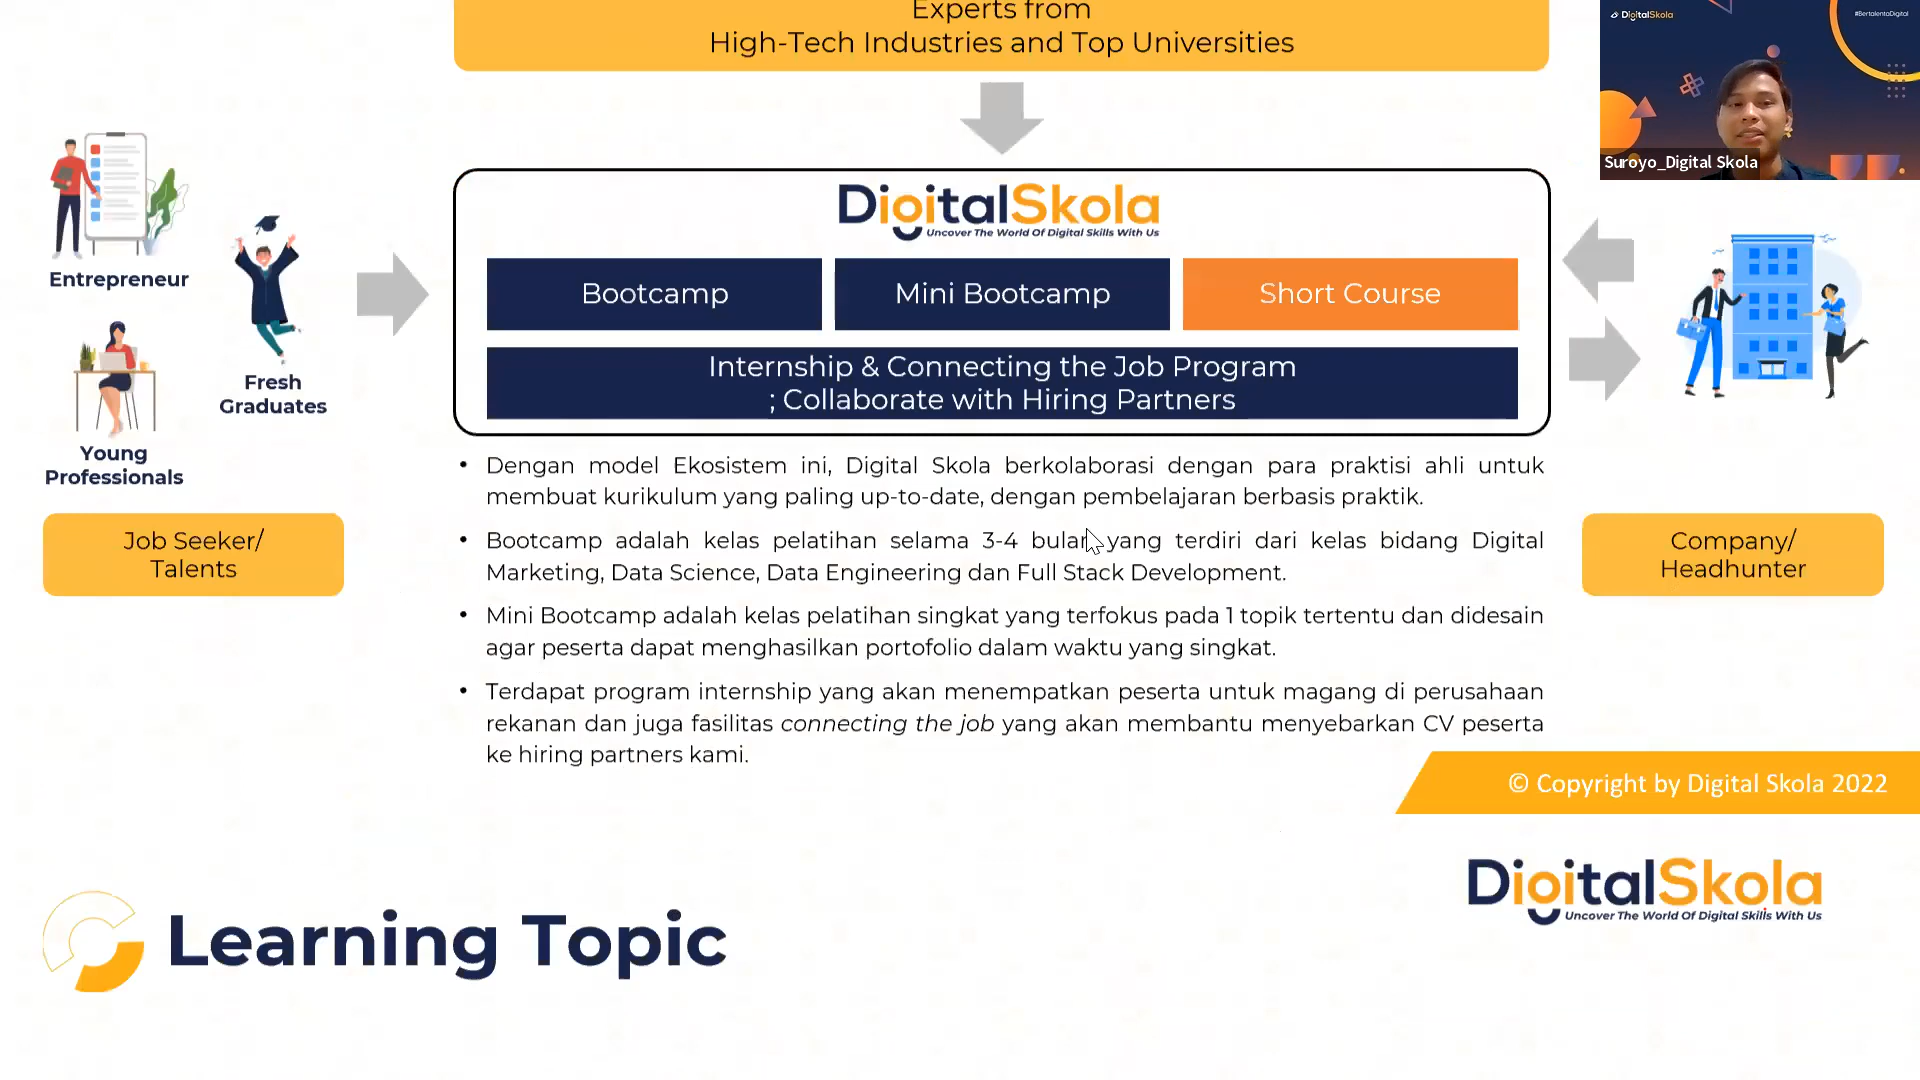 Experts from
High-Tech Industries and Top Universities
DigitalSkola
#BertalentaDigital
Suroyo_Digital Skola
DigitalSkola
Uncover The World Of Digital Skills With Us
Bootcamp
Mini Bootcamp
Short Course
Internship & Connecting the Job Program
; Collaborate with Hiring Partners
Entrepreneur
Fresh
Graduates
Young
Professionals
Job Seeker/
Talents
Company/
Headhunter
• Dengan model Ekosistem ini, Digital Skola berkolaborasi dengan para praktisi ahli untuk
membuat kurikulum yang paling up-to-date, dengan pembelajaran berbasis praktik.
• Bootcamp adalah kelas pelatihan selama 3-4 bulan yang terdiri dari kelas bidang Digital
Marketing, Data Science, Data Engineering dan Full Stack Development.
• Mini Bootcamp adalah kelas pelatihan singkat yang terfokus pada 1 topik tertentu dan didesain
agar peserta dapat menghasilkan portofolio dalam waktu yang singkat.
• Terdapat program internship yang akan menempatkan peserta untuk magang di perusahaan
rekanan dan juga fasilitas connecting the job yang akan membantu menyebarkan CV peserta
ke hiring partners kami.
© Copyright by Digital Skola 2022
DigitalSkola
Uncover The World Of Digital Skills With Us
Learning Topic